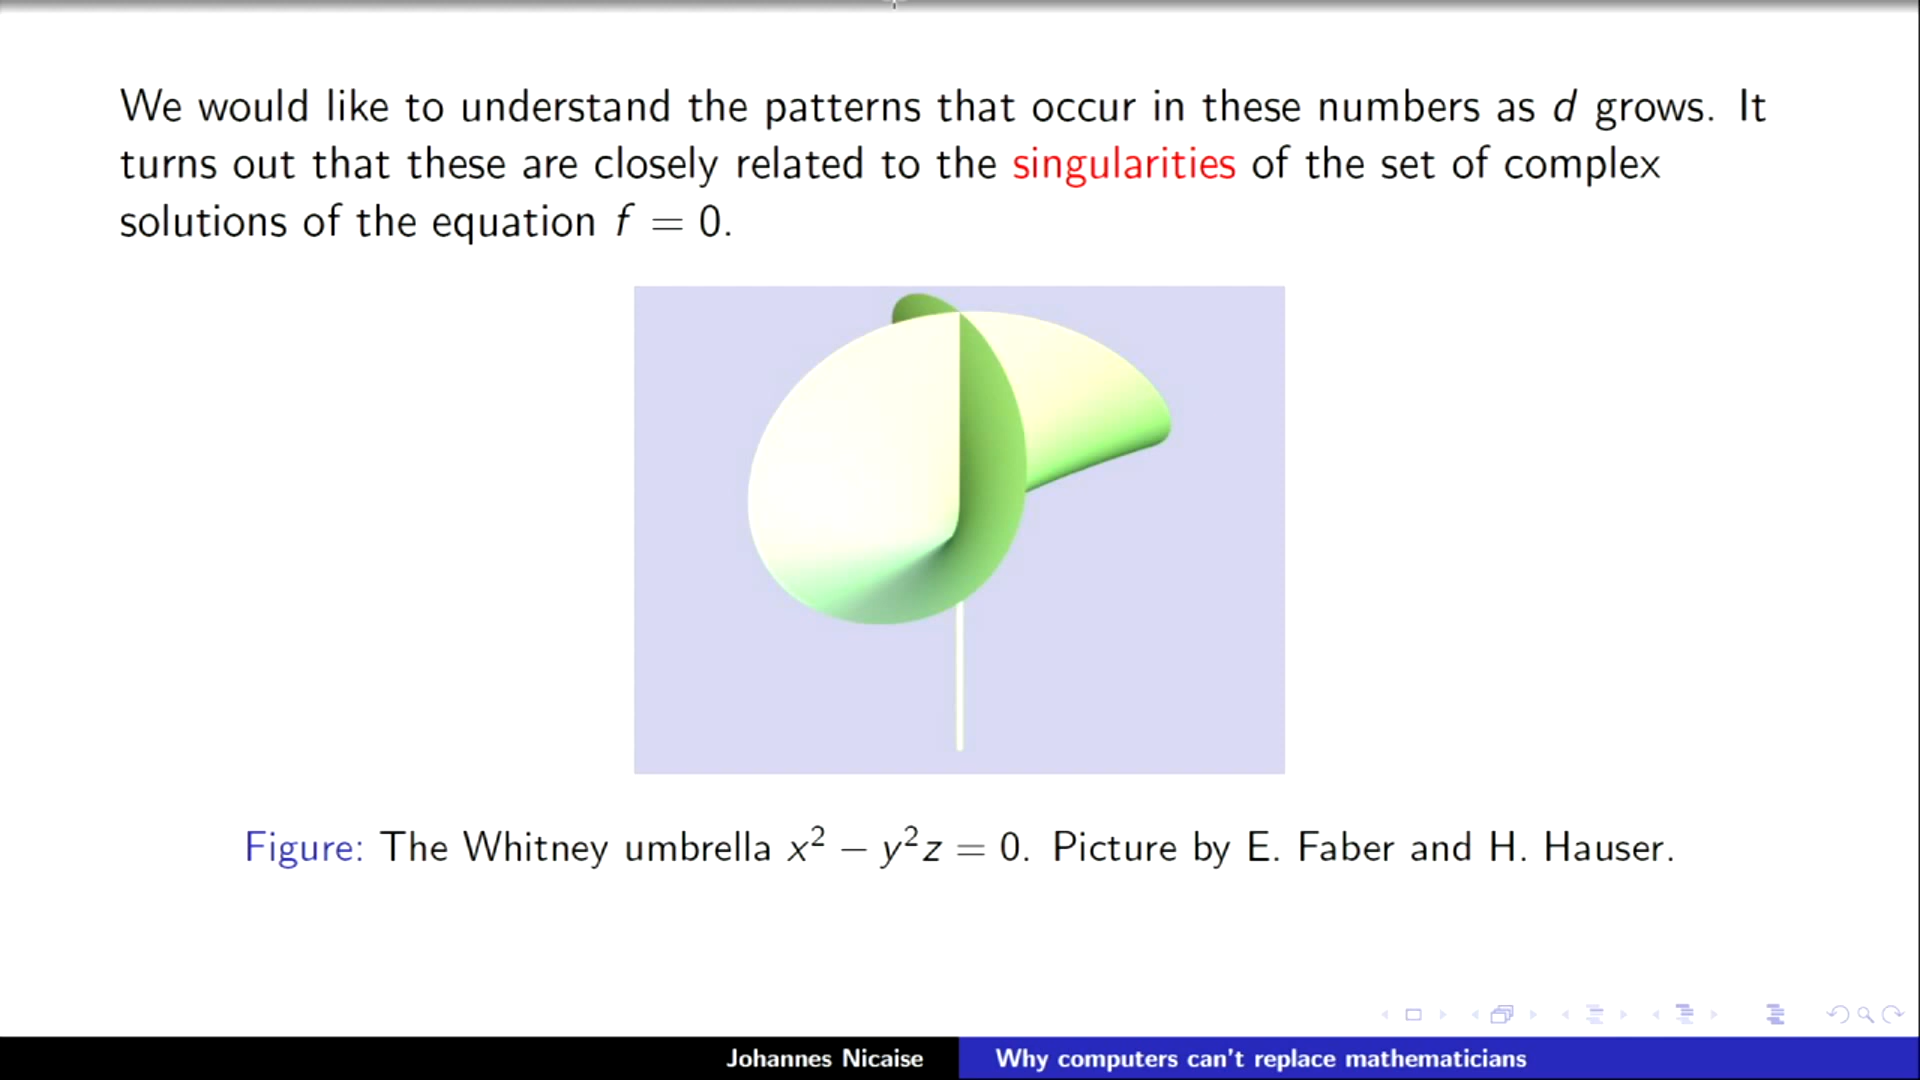 We would like to understand the patterns that occur in these numbers as d grows. It
turns out that these are closely related to the singularities of the set of complex
solutions of the equation f = 0.
Figure: The Whitney umbrella x² − y²z = 0. Picture by E. Faber and H. Hauser.
Johannes Nicaise
Why computers can't replace mathematicians